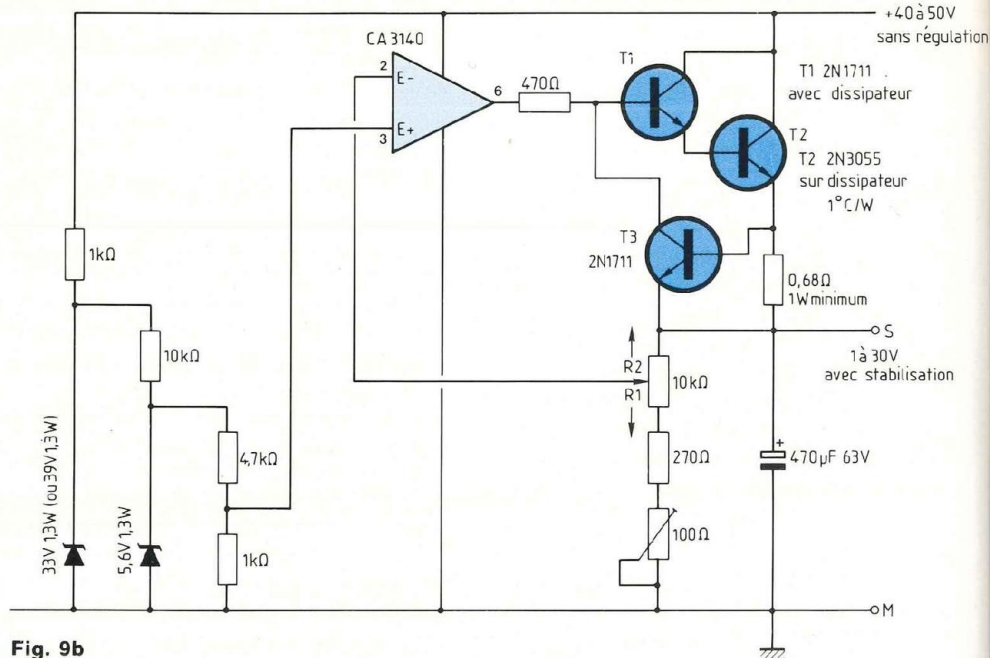 +40 à 50V
sans régulation
CA 3140
2
E-
6
470Ω
E+
3
T1
T1 2N1711 .
avec dissipateur
T2
T2 2N3055
sur dissipateur
1°C/W
T3
2N1711
1kΩ
0,68Ω
1W minimum
10kΩ
S
1 à 30V
avec stabilisation
R2
R1
10kΩ
33V 1,3W (ou 39V 1,3W)
5,6V 1,3W
4,7kΩ
270Ω
+
470µF 63V
1kΩ
100Ω
M
Fig. 9b